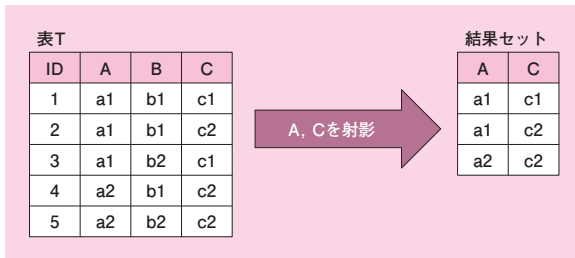 表T
ID A B C
1 a1 b1 c1
2 a1 b1 c2
3 a1 b2 c1
4 a2 b1 c2
5 a2 b2 c2
A, Cを射影
結果セット
A C
a1 c1
a1 c2
a2 c2